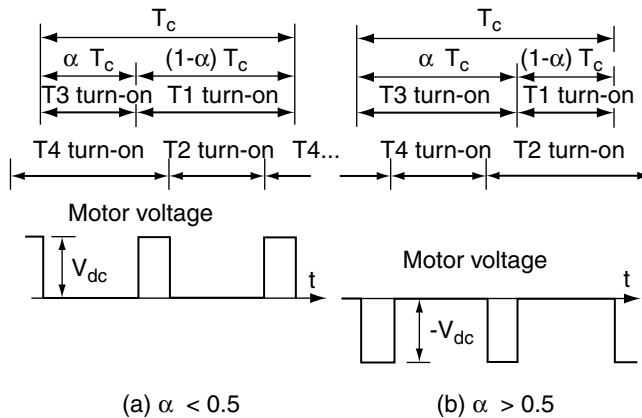 T_c
α T_c (1-α) T_c
T3 turn-on T1 turn-on
T4 turn-on T2 turn-on T4...
Motor voltage
V_dc
t
(a) α < 0.5
T_c
α T_c (1-α) T_c
T3 turn-on T1 turn-on
T4 turn-on T2 turn-on
Motor voltage
t
-V_dc
(b) α > 0.5